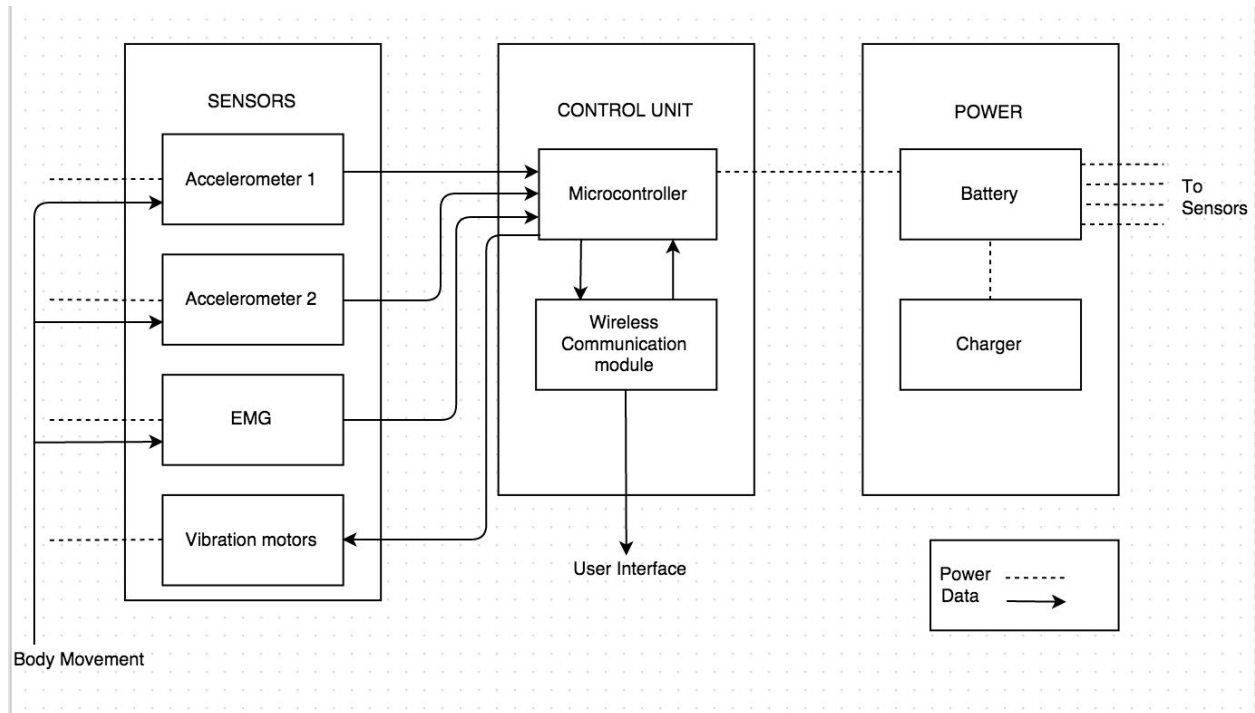 SENSORS
Accelerometer 1
Accelerometer 2
EMG
Vibration motors
Body Movement
CONTROL UNIT
Microcontroller
Wireless
Communication
module
User Interface
POWER
Battery
Charger
To
Sensors
Power
Data